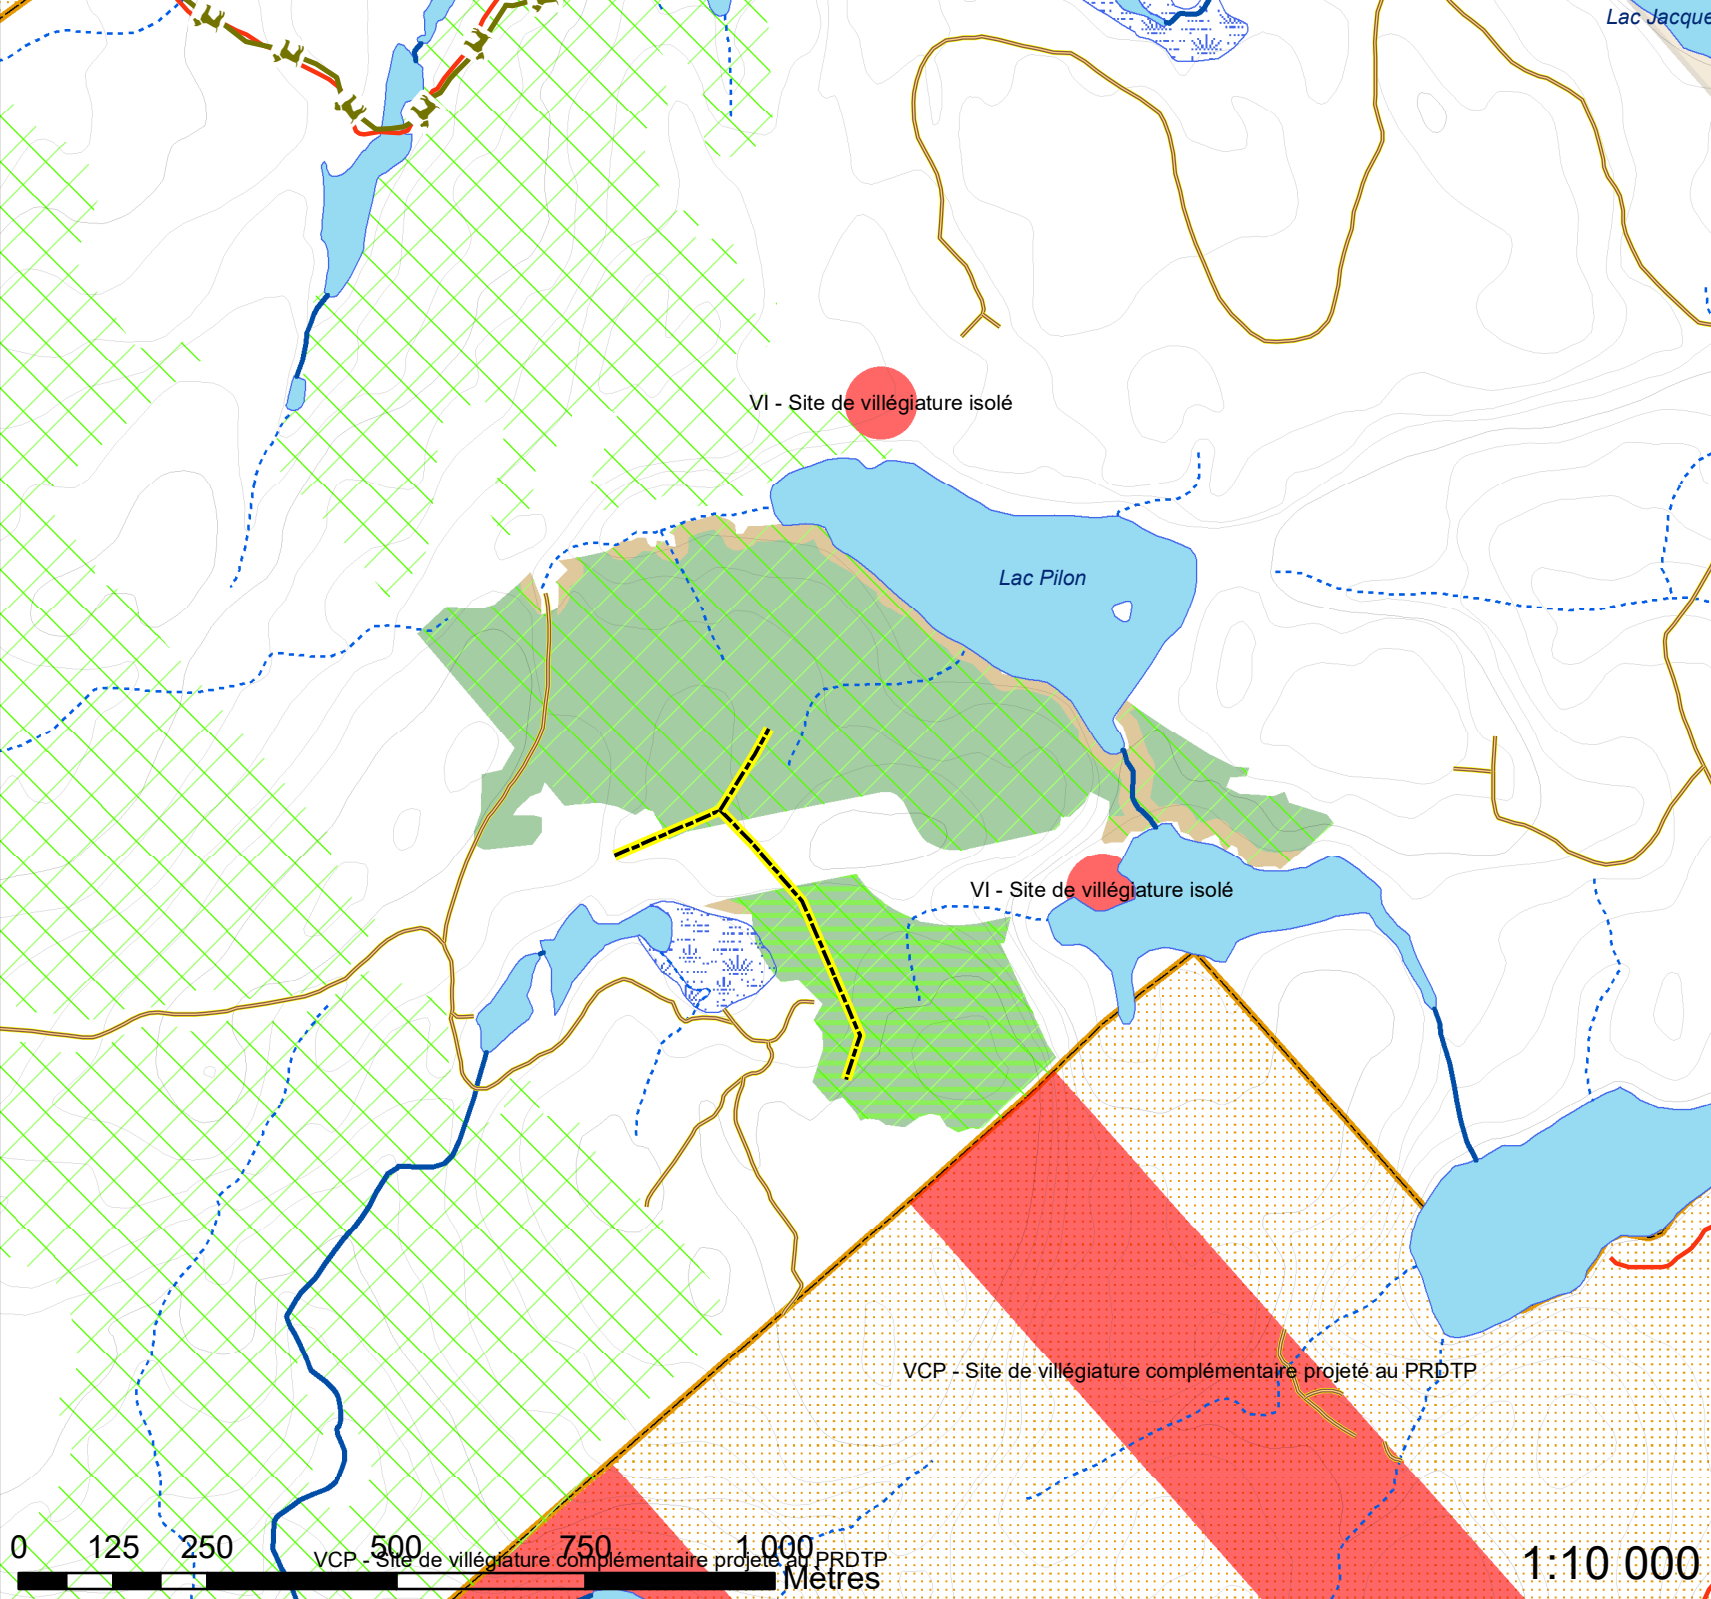 Lac Jacque
VI - Site de villégiature isolé
Lac Pilon
VI - Site de villégiature isolé
VCP - Site de villégiature complémentaire projeté au PRDTP
0 125 250 500 750 1 000
VCP - Site de villégiature complémentaire projeté au PRDTP
Mètres
1:10 000